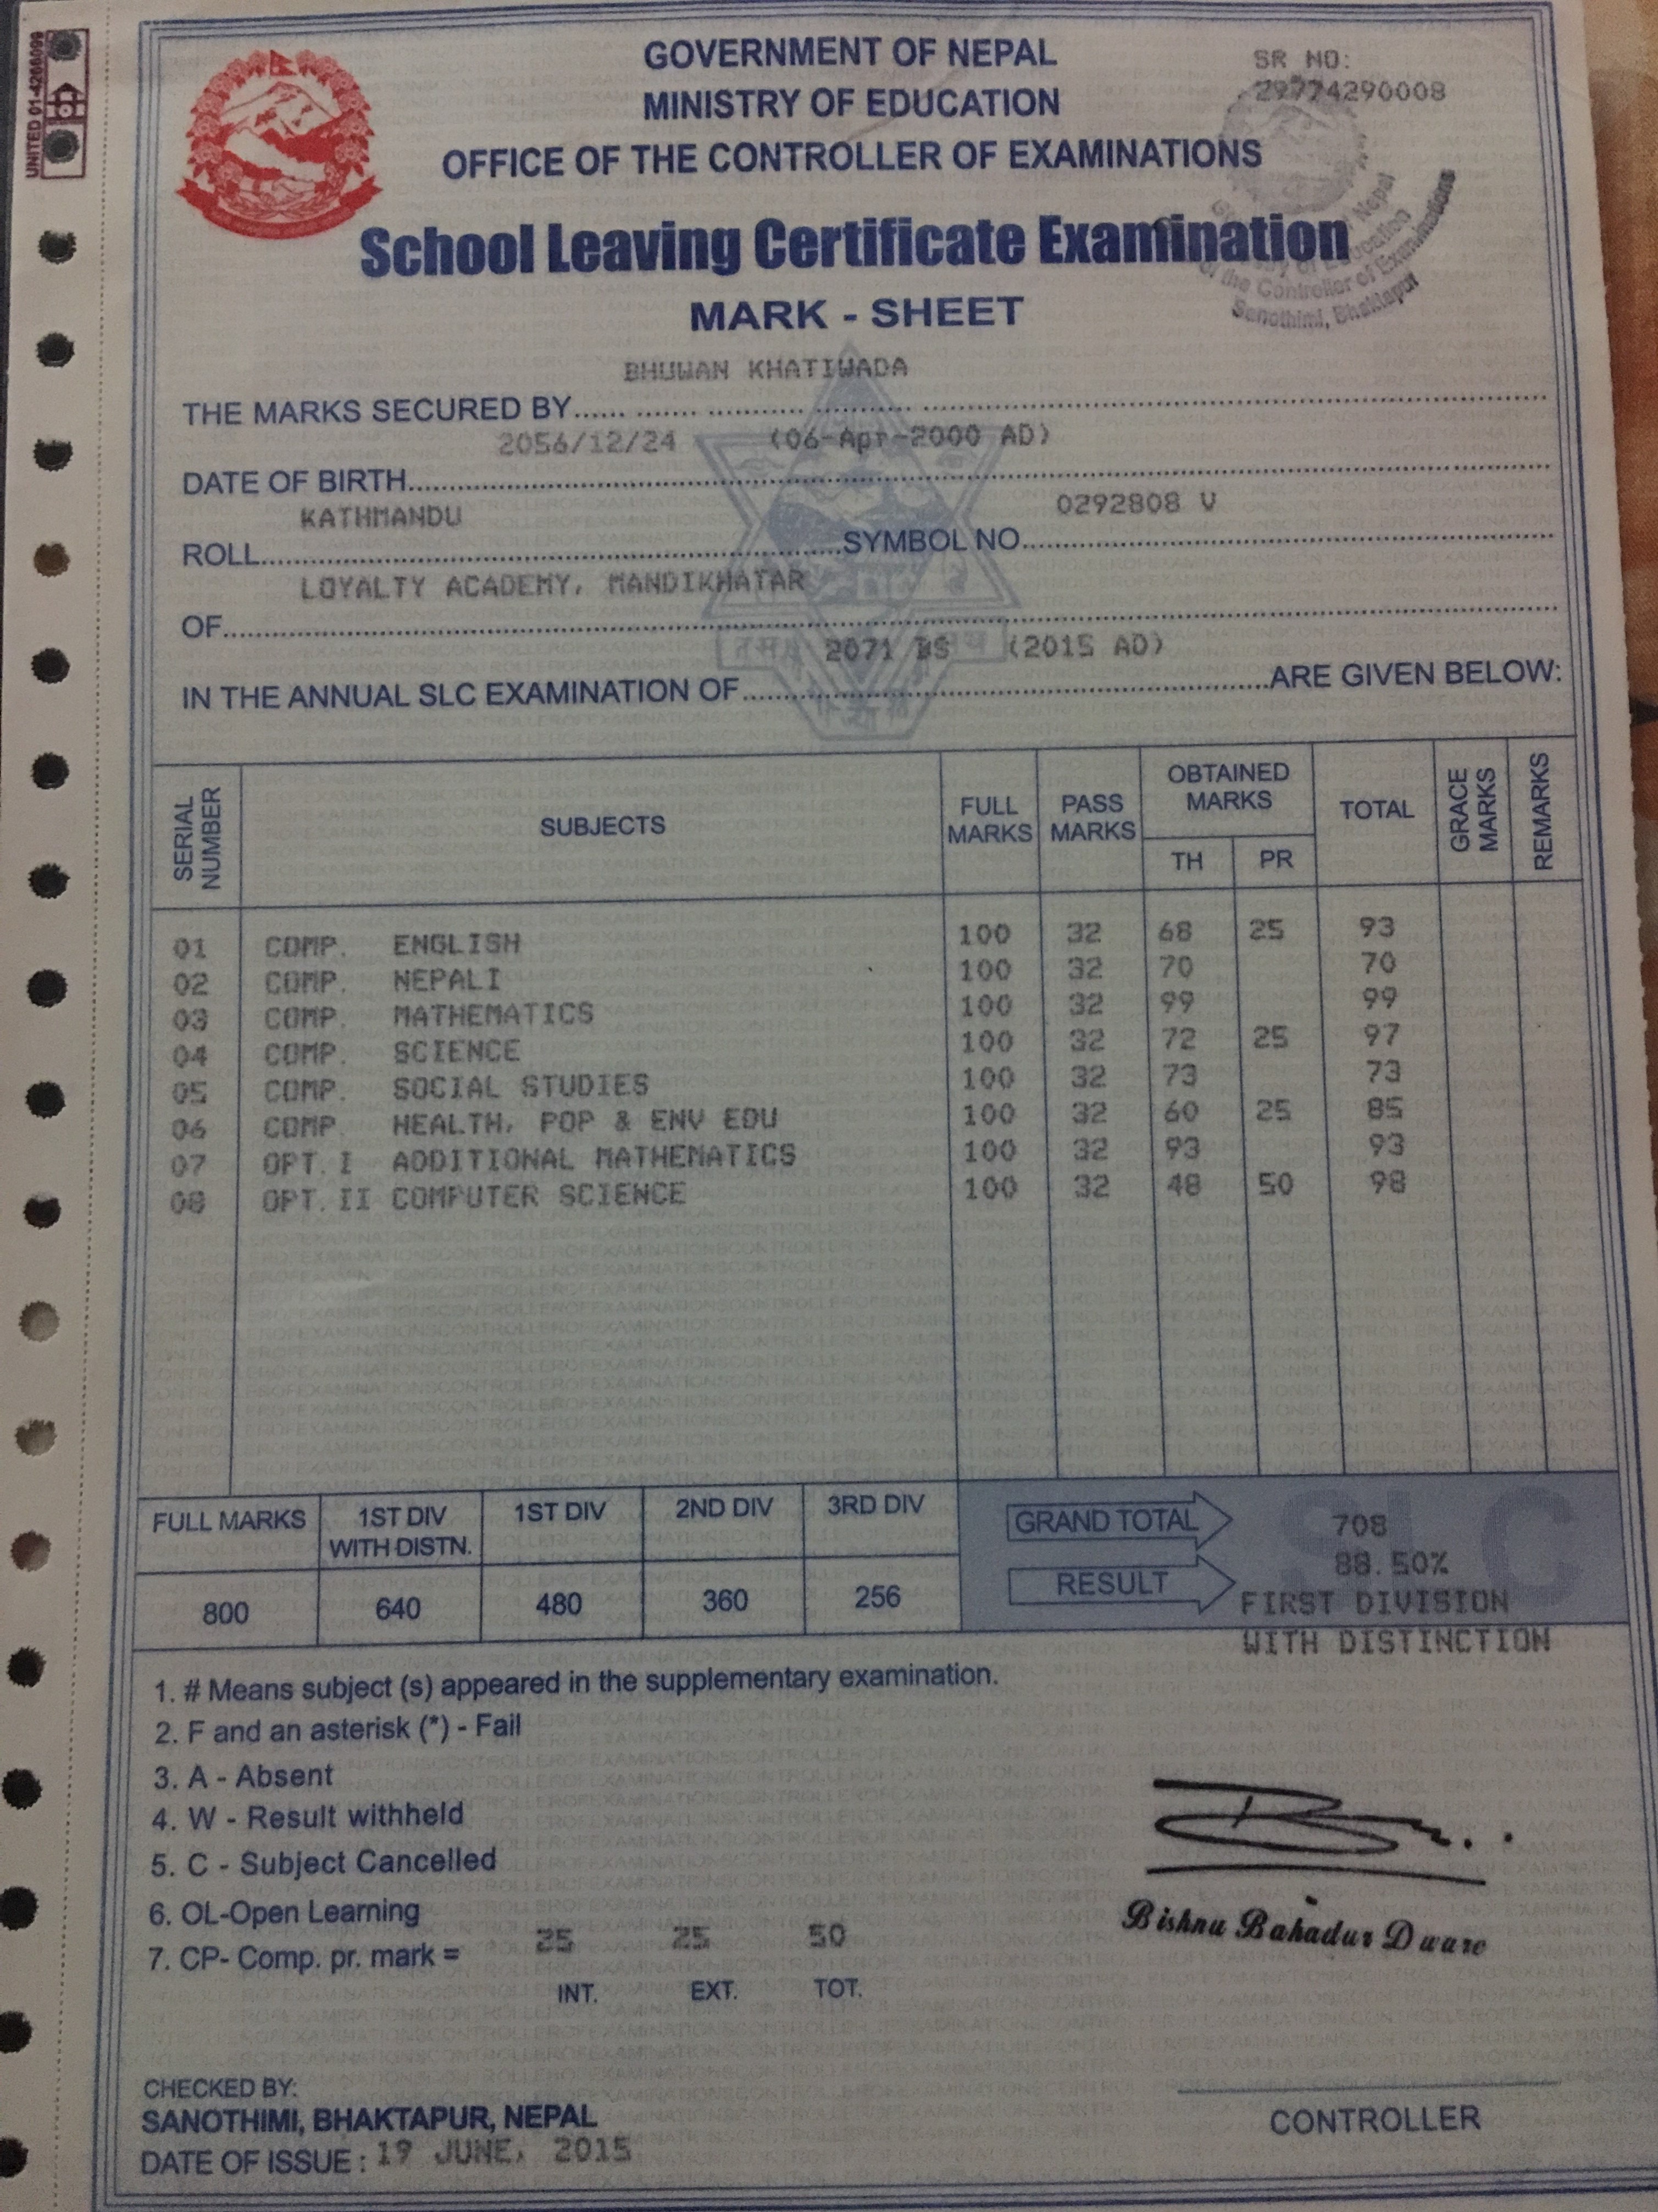 UNITED 01-4266099
SR NO:
29774290008
GOVERNMENT OF NEPAL
MINISTRY OF EDUCATION
OFFICE OF THE CONTROLLER OF EXAMINATIONS
School Leaving Certificate Examination
MARK - SHEET
Nepal
of Education
of the Controller of Examinations
Sanothimi, Bhaktapur
BHUWAN KHATIWADA
THE MARKS SECURED BY
2056/12/24 (06-Apr-2000 AD)
DATE OF BIRTH
KATHMANDU 0292808 V
ROLL SYMBOL NO
LOYALTY ACADEMY, MANDIKHATAR
OF
2071 BS (2015 AD)
IN THE ANNUAL SLC EXAMINATION OF ARE GIVEN BELOW:
SERIAL NUMBER SUBJECTS FULL MARKS PASS MARKS OBTAINED MARKS TH PR TOTAL GRACE MARKS REMARKS
01 COMP. ENGLISH 100 32 68 25 93
02 COMP. NEPALI 100 32 70 70
03 COMP. MATHEMATICS 100 32 99 99
04 COMP. SCIENCE 100 32 72 25 97
05 COMP. SOCIAL STUDIES 100 32 73 73
06 COMP. HEALTH, POP & ENV EDU 100 32 60 25 85
07 OPT. I ADDITIONAL MATHEMATICS 100 32 93 93
08 OPT. II COMPUTER SCIENCE 100 32 48 50 98
FULL MARKS 1ST DIV WITH DISTN. 1ST DIV 2ND DIV 3RD DIV
800 640 480 360 256
SLC
GRAND TOTAL 708
88.50%
RESULT FIRST DIVISION
WITH DISTINCTION
1. # Means subject (s) appeared in the supplementary examination.
2. F and an asterisk (*) - Fail
3. A - Absent
4. W - Result withheld
5. C - Subject Cancelled
6. OL-Open Learning
7. CP- Comp. pr. mark = 25 25 50
INT. EXT. TOT.
Bishnu Bahadur Dware
CHECKED BY:
SANOTHIMI, BHAKTAPUR, NEPAL
DATE OF ISSUE : 19 JUNE, 2015
CONTROLLER